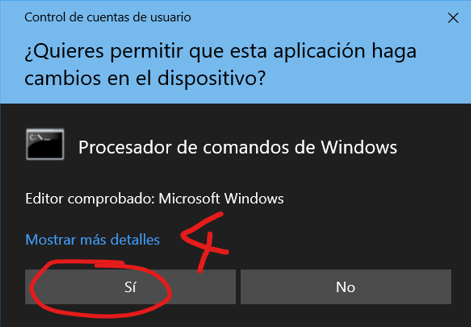 Control de cuentas de usuario
¿Quieres permitir que esta aplicación haga
cambios en el dispositivo?
C:\.
Procesador de comandos de Windows
Editor comprobado: Microsoft Windows
Mostrar más detalles
4
Sí
No